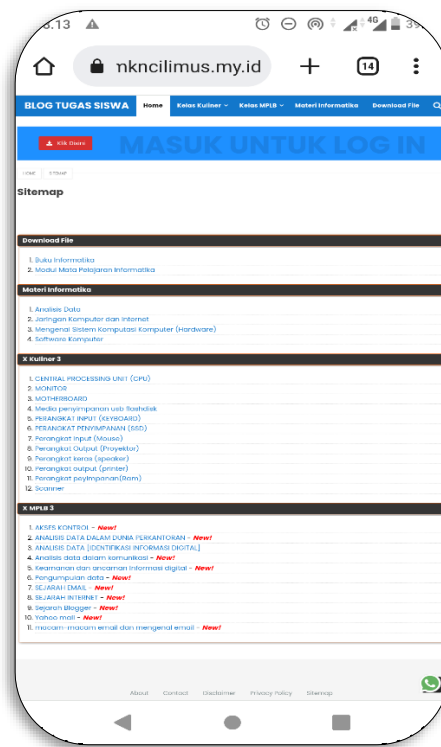 .13
4G
39
nkncilimus.my.id
14
BLOG TUGAS SISWA Home Kelas Kuliner Kelas MPLB Materi Informatika Download File
Klik Disini
MASUK UNTUK LOG IN
HOME SITEMAP
Sitemap
Download File
1. Buku Informatika
2. Modul Mata Pelajaran Informatika
Materi Informatika
1. Analisis Data
2. Jaringan Komputer dan Internet
3. Mengenai Sistem Komputasi Komputer (Hardware)
4. Software Komputer
X Kuliner 3
1. CENTRAL PROCESSING UNIT (CPU)
2. MONITOR
3. MOTHERBOARD
4. Media penyimpanan usb flashdisk
5. PERANGKAT INPUT (KEYBOARD)
6. PERANGKAT PENYIMPANAN (SSD)
7. Perangkat Input (Mouse)
8. Perangkat Output (Proyektor)
9. Perangkat keras (speaker)
10. Perangkat output (printer)
11. Perangkat peyimpanan(Ram)
12. Scanner
X MPLB 3
1. AKSES KONTROL - New!
2. ANALISIS DATA DALAM DUNIA PERKANTORAN - New!
3. ANALISIS DATA [IDENTIFIKASI INFORMASI DIGITAL]
4. Analisis data dalam komunikasi - New!
5. Keamanan dan ancaman informasi digital - New!
6. Pengumpulan data - New!
7. SEJARAH EMAIL - New!
8. SEJARAH INTERNET - New!
9. Sejarah Blogger - New!
10. Yahoo mail - New!
11. macam-macam email dan mengenal email - New!
About Contact Disclaimer Privacy Policy Sitemap